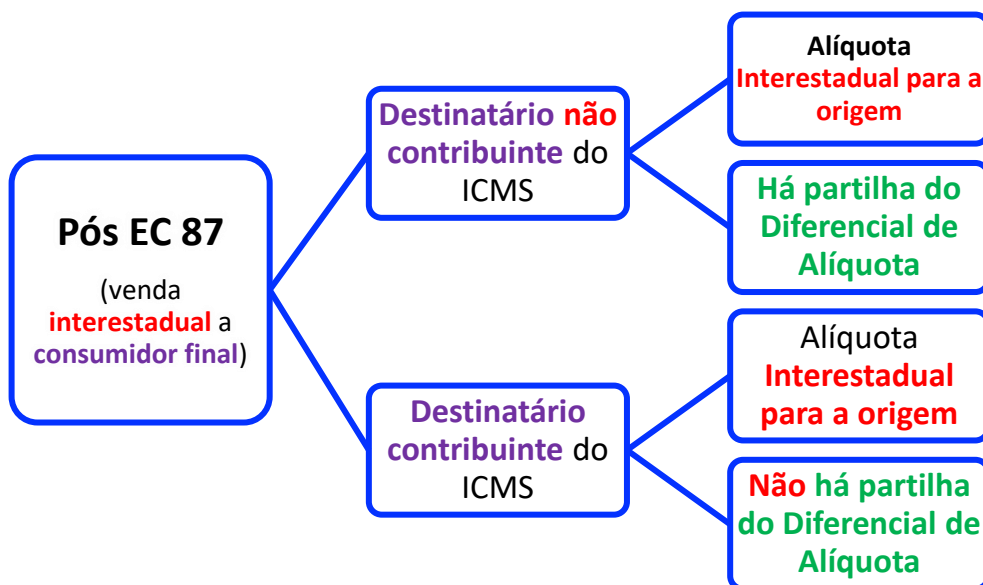 Pós EC 87
(venda
interestadual a
consumidor final)
Destinatário não
contribuinte do
ICMS
Alíquota
Interestadual para a
origem
Há partilha do
Diferencial de
Alíquota
Destinatário
contribuinte do
ICMS
Alíquota
Interestadual
para a origem
Não há partilha
do Diferencial de
Alíquota